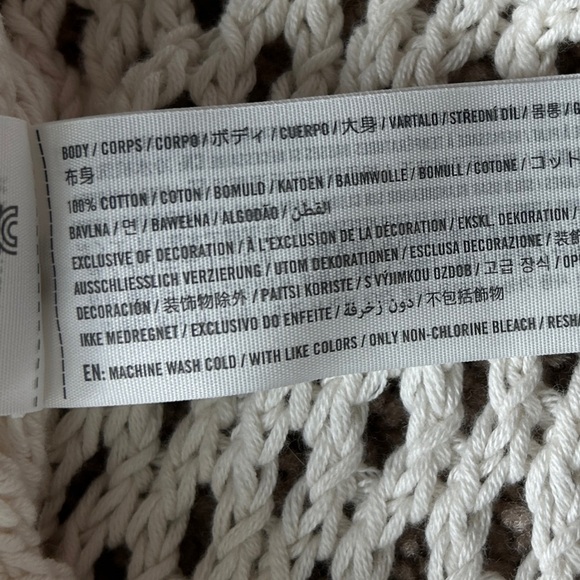 BODY / CORPS / CORPO / ボディ / CUERPO / 大身 / VARTALO / STŘEDNÍ DÍL / 몸통 /
布身
100% COTTON / COTON / BOMULD / KATOEN / BAUMWOLLE / BOMULL / COTONE / コット
BAVLNA / 면 / BAWEŁNA / ALGODÃO / القطن
EXCLUSIVE OF DECORATION / À L'EXCLUSION DE LA DÉCORATION / EKSKL. DEKORATION /
AUSSCHLIESSLICH VERZIERUNG / UTOM DEKORATIONEN / ESCLUSA DECORAZIONE / 装飾
DECORACIÓN / 装饰物除外 / PAITSI KORISTE / S VÝJIMKOU OZDOB / 고급 장식 / OP
IKKE MEDREGNET / EXCLUSIVO DO ENFEITE / دون زخرفة / 不包括飾物
EN: MACHINE WASH COLD / WITH LIKE COLORS / ONLY NON-CHLORINE BLEACH / RESHA